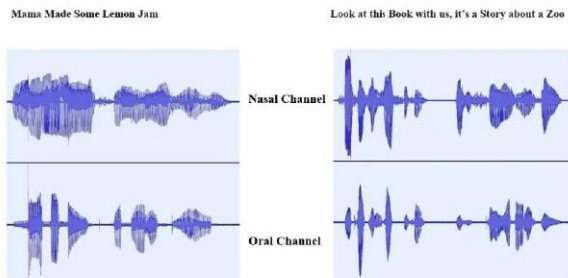 Mama Made Some Lemon Jam
Look at this Book with us, it's a Story about a Zoo
Nasal Channel
Oral Channel